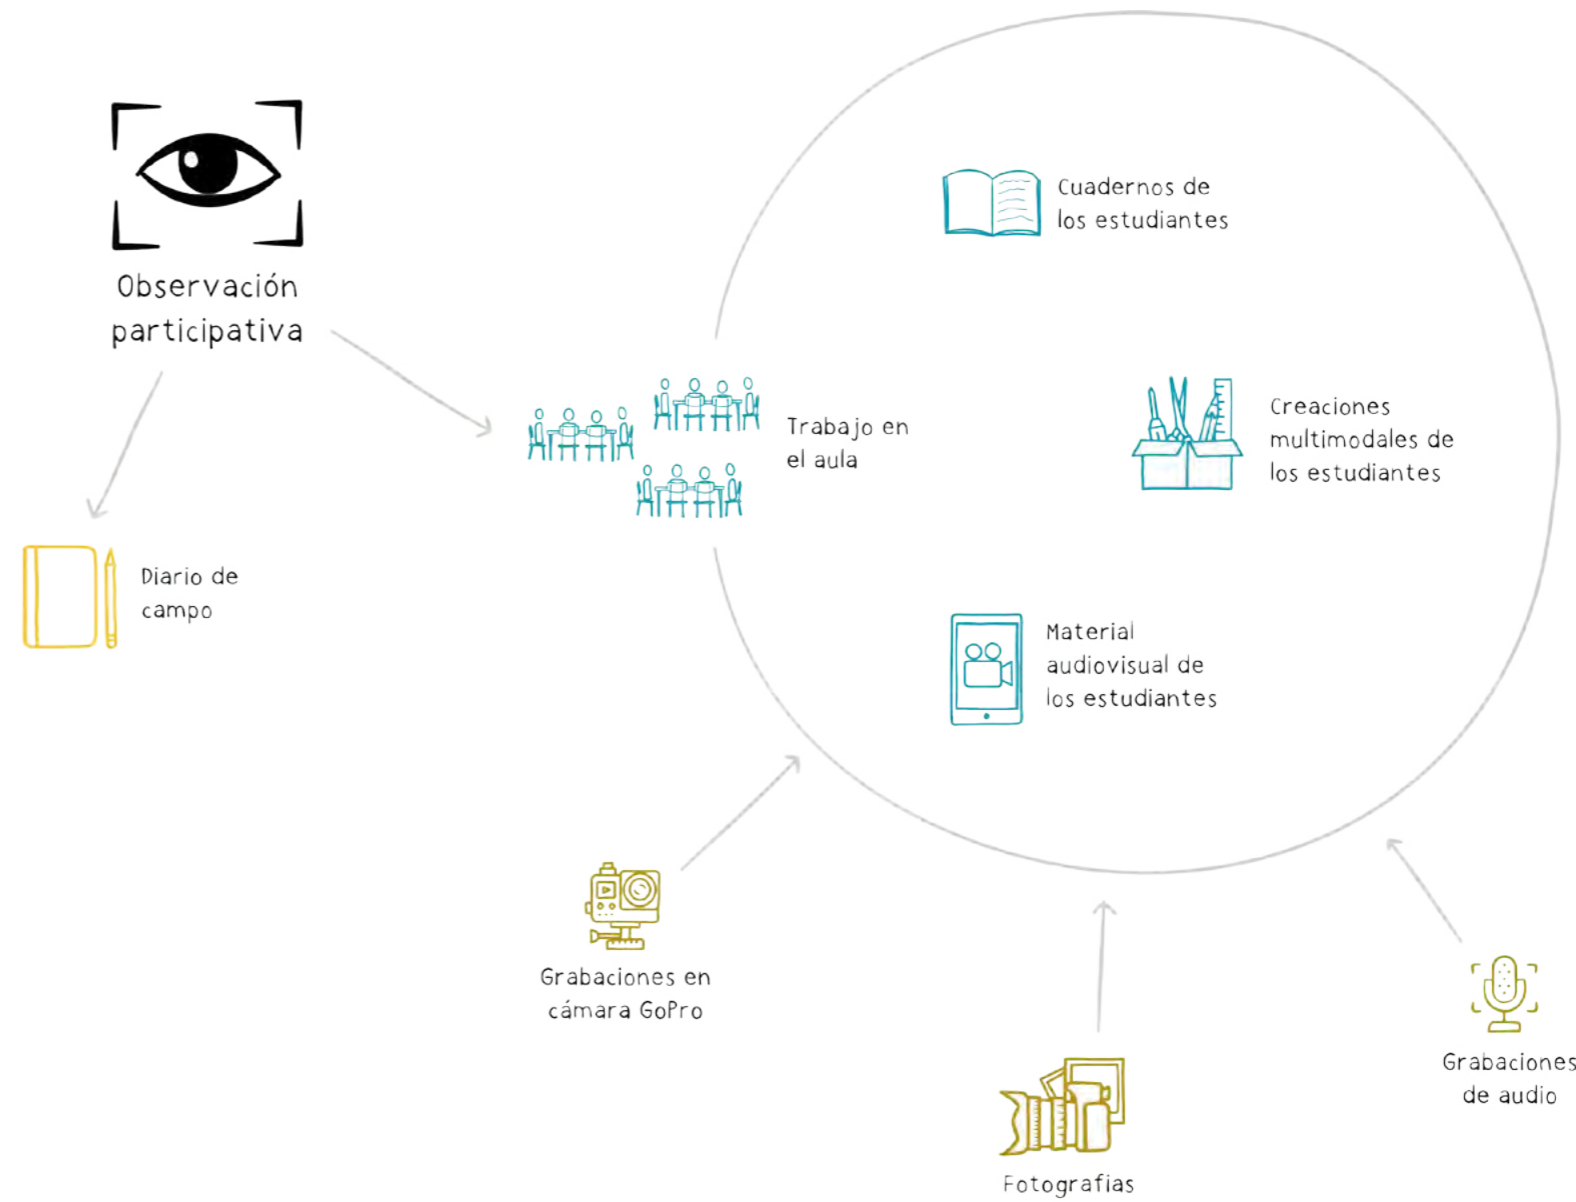 Observación
participativa
Cuadernos de
los estudiantes
Trabajo en
el aula
Creaciones
multimodales de
los estudiantes
Diario de
campo
Material
audiovisual de
los estudiantes
Grabaciones en
cámara GoPro
Grabaciones
de audio
Fotografias